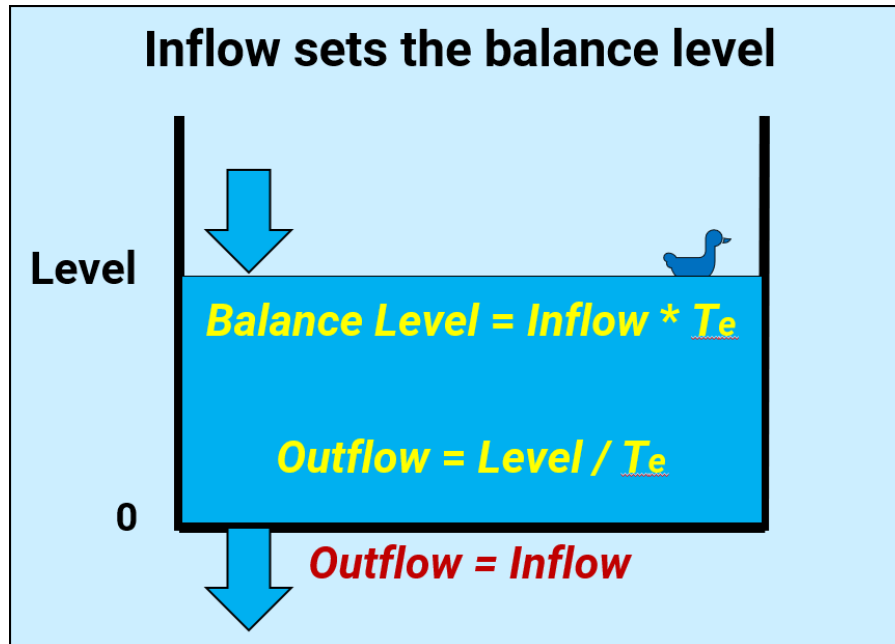 Inflow sets the balance level
Level
Balance Level = Inflow * Te
Outflow = Level / Te
0
Outflow = Inflow